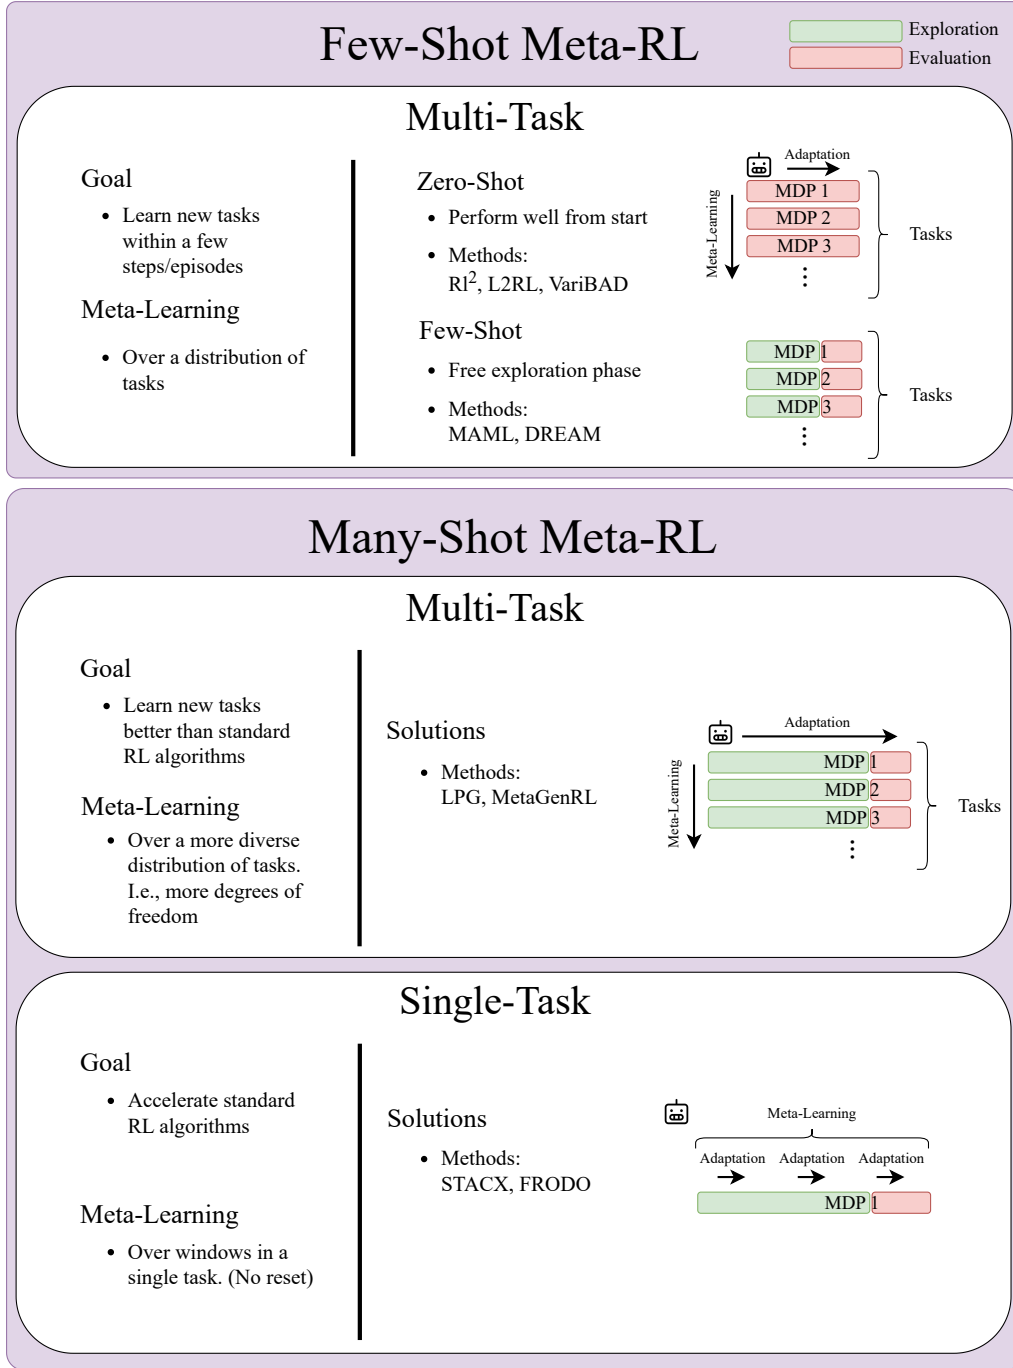 Few-Shot Meta-RL
Exploration
Evaluation
Multi-Task
Goal
• Learn new tasks
within a few
steps/episodes
Meta-Learning
• Over a distribution of
tasks
Zero-Shot
• Perform well from start
• Methods:
Rl², L2RL, VariBAD
Few-Shot
• Free exploration phase
• Methods:
MAML, DREAM
Adaptation
Meta-Learning
MDP 1
MDP 2
MDP 3
Tasks
MDP 1
MDP 2
MDP 3
Tasks
Many-Shot Meta-RL
Multi-Task
Goal
• Learn new tasks
better than standard
RL algorithms
Meta-Learning
• Over a more diverse
distribution of tasks.
I.e., more degrees of
freedom
Solutions
• Methods:
LPG, MetaGenRL
Adaptation
Meta-Learning
MDP 1
MDP 2
MDP 3
Tasks
Single-Task
Goal
• Accelerate standard
RL algorithms
Meta-Learning
• Over windows in a
single task. (No reset)
Solutions
• Methods:
STACX, FRODO
Meta-Learning
Adaptation Adaptation Adaptation
MDP 1